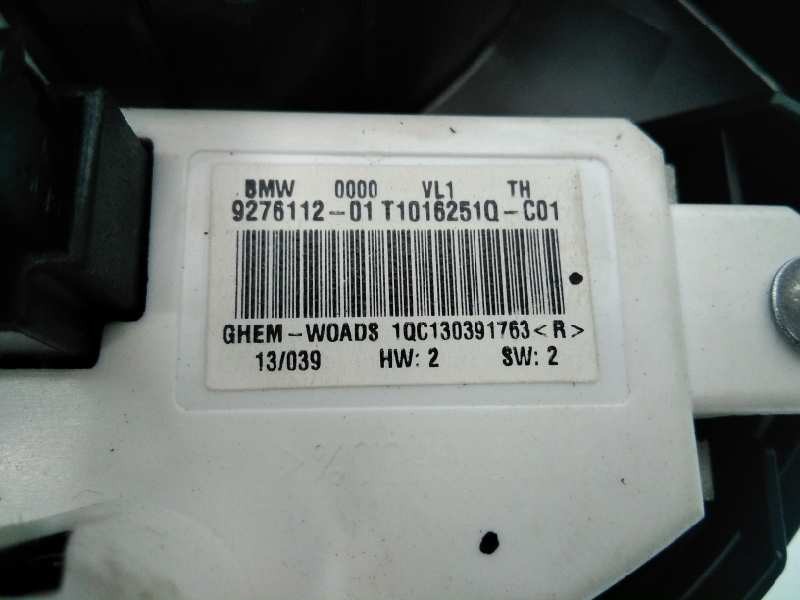 BMW 0000 VL1 TH
9276112-01 T1016251Q-C01
GHEM-WOADS 1QC130391763<R>
13/039 HW: 2 SW: 2